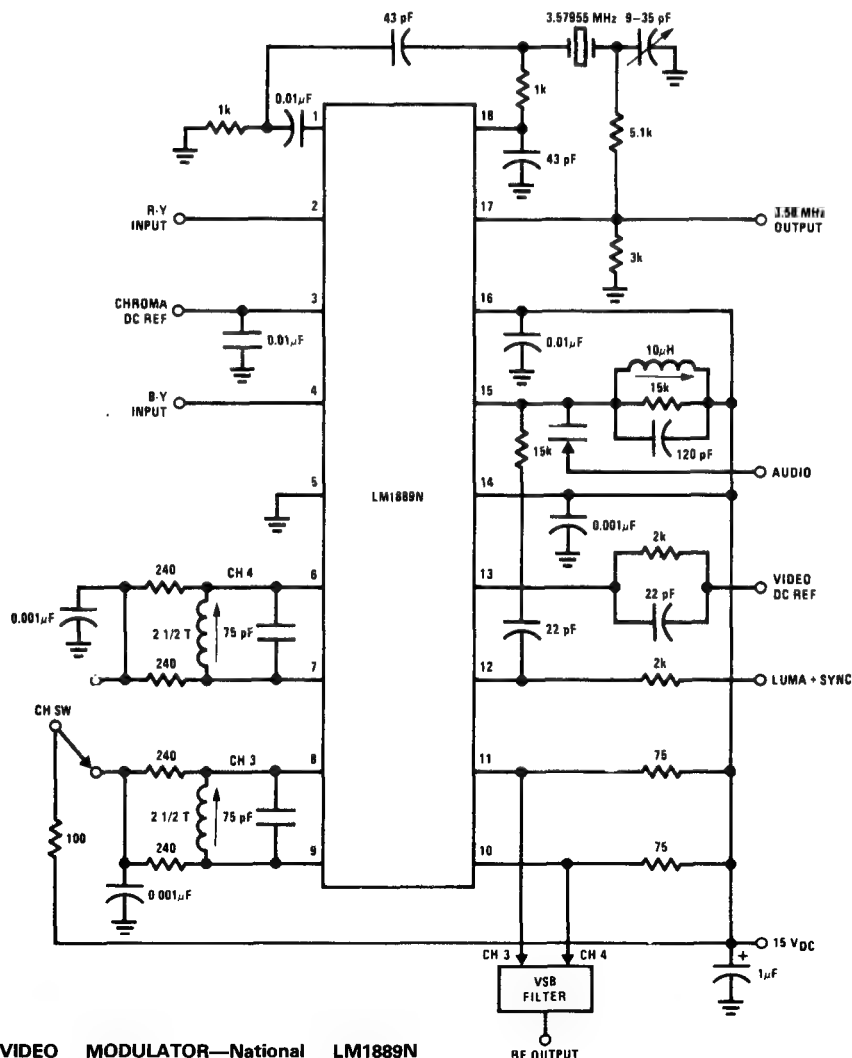 43 pF
3.57955 MHz 9-35 pF
1k
0.01µF
1
18
1k
5.1k
43 pF
R-Y
INPUT
2
17
3.58 MHz
OUTPUT
3k
CHROMA
DC REF
3
16
0.01µF
0.01µF
10µH
15k
120 pF
B-Y
INPUT
4
15
15k
AUDIO
5
LM1889N
14
0.001µF
2k
240
CH 4
6
13
22 pF
VIDEO
DC REF
0.001µF
2 1/2 T
75 pF
22 pF
240
7
12
2k
LUMA + SYNC
CH SW
240
CH 3
8
11
75
100
2 1/2 T
75 pF
240
9
10
75
0 001µF
15 VDC
CH 3
CH 4
+
1µF
VSB
FILTER
VIDEO MODULATOR—National LM1889N
RF OUTPUT